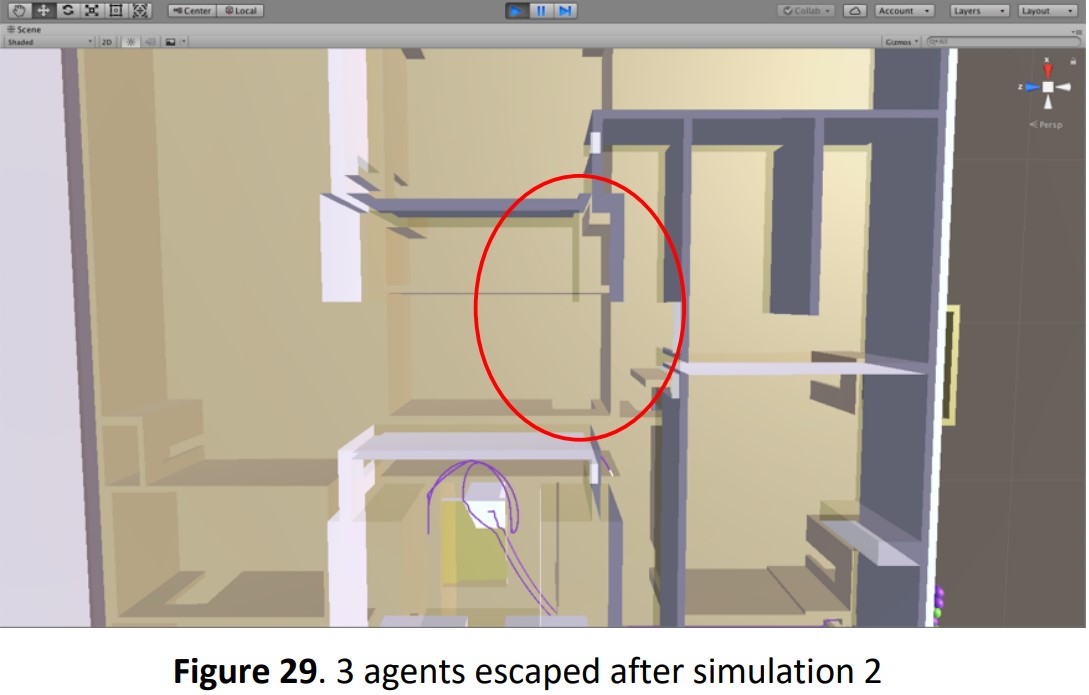 Center Local Collab Account Layers Layout
Scene
Shaded 2D Gizmos All
x
z
Persp
Figure 29. 3 agents escaped after simulation 2